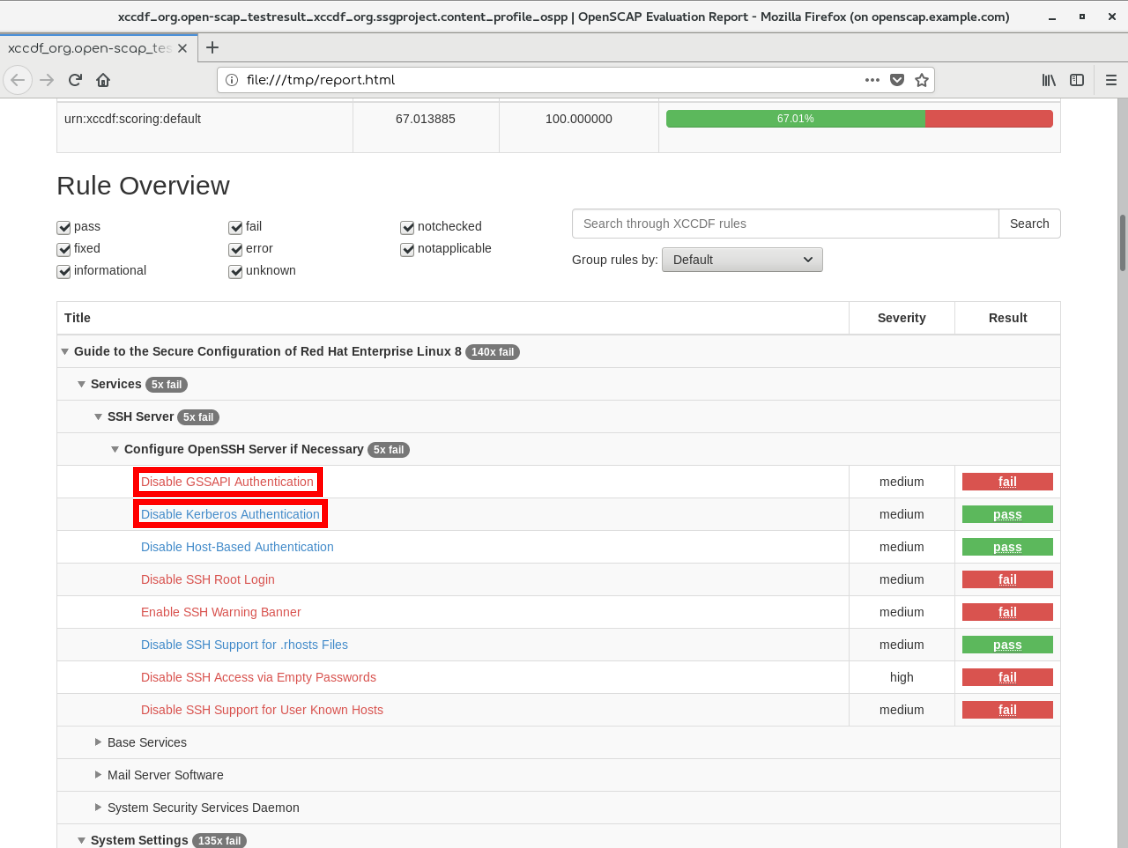 xccdf_org.open-scap_testresult_xccdf_org.ssgproject.content_profile_ospp | OpenSCAP Evaluation Report - Mozilla Firefox (on openscap.example.com)
xccdf_org.open-scap_tes
file:///tmp/report.html
urn:xccdf:scoring:default 67.013885 100.000000 67.01%
Rule Overview
pass fail notchecked
fixed error notapplicable
informational unknown
Search through XCCDF rules Search
Group rules by: Default
Title Severity Result
Guide to the Secure Configuration of Red Hat Enterprise Linux 8 140x fail
Services 5x fail
SSH Server 5x fail
Configure OpenSSH Server if Necessary 5x fail
Disable GSSAPI Authentication medium fail
Disable Kerberos Authentication medium pass
Disable Host-Based Authentication medium pass
Disable SSH Root Login medium fail
Enable SSH Warning Banner medium fail
Disable SSH Support for .rhosts Files medium pass
Disable SSH Access via Empty Passwords high fail
Disable SSH Support for User Known Hosts medium fail
Base Services
Mail Server Software
System Security Services Daemon
System Settings 135x fail